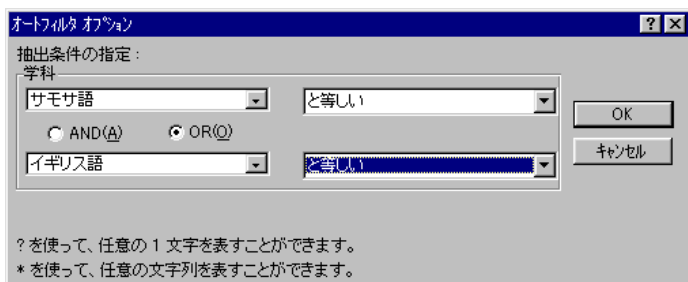 オートフィルタ オプション
抽出条件の指定：
学科
サモサ語 と等しい
AND(A) OR(O)
イギリス語 と等しい
OK
キャンセル
? を使って、任意の 1 文字を表すことができます。
* を使って、任意の文字列を表すことができます。